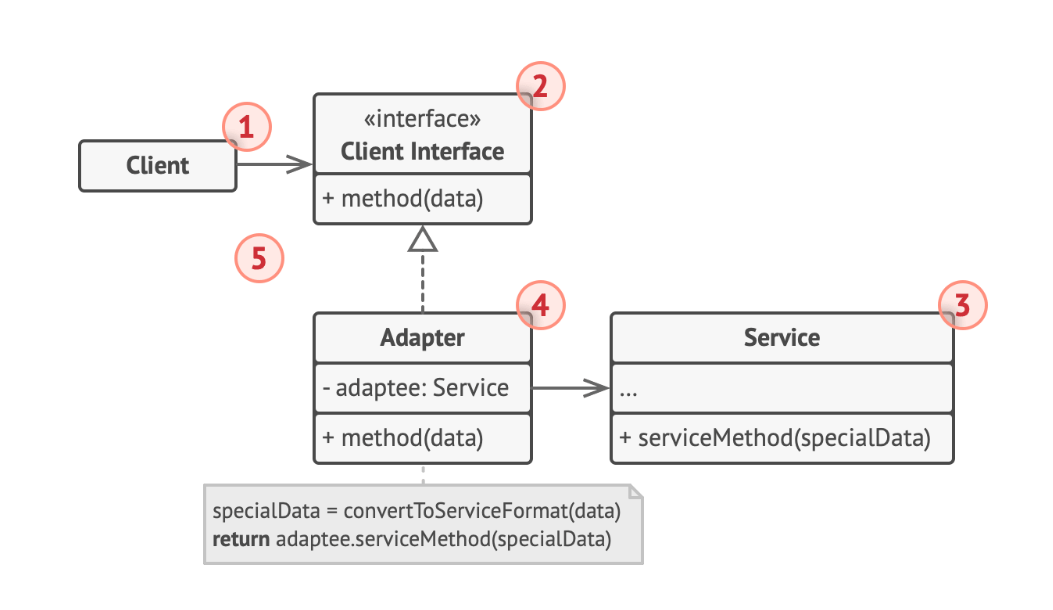 1
Client
2
«interface»
Client Interface
+ method(data)
5
4
Adapter
- adaptee: Service
+ method(data)
3
Service
...
+ serviceMethod(specialData)
specialData = convertToServiceFormat(data)
return adaptee.serviceMethod(specialData)